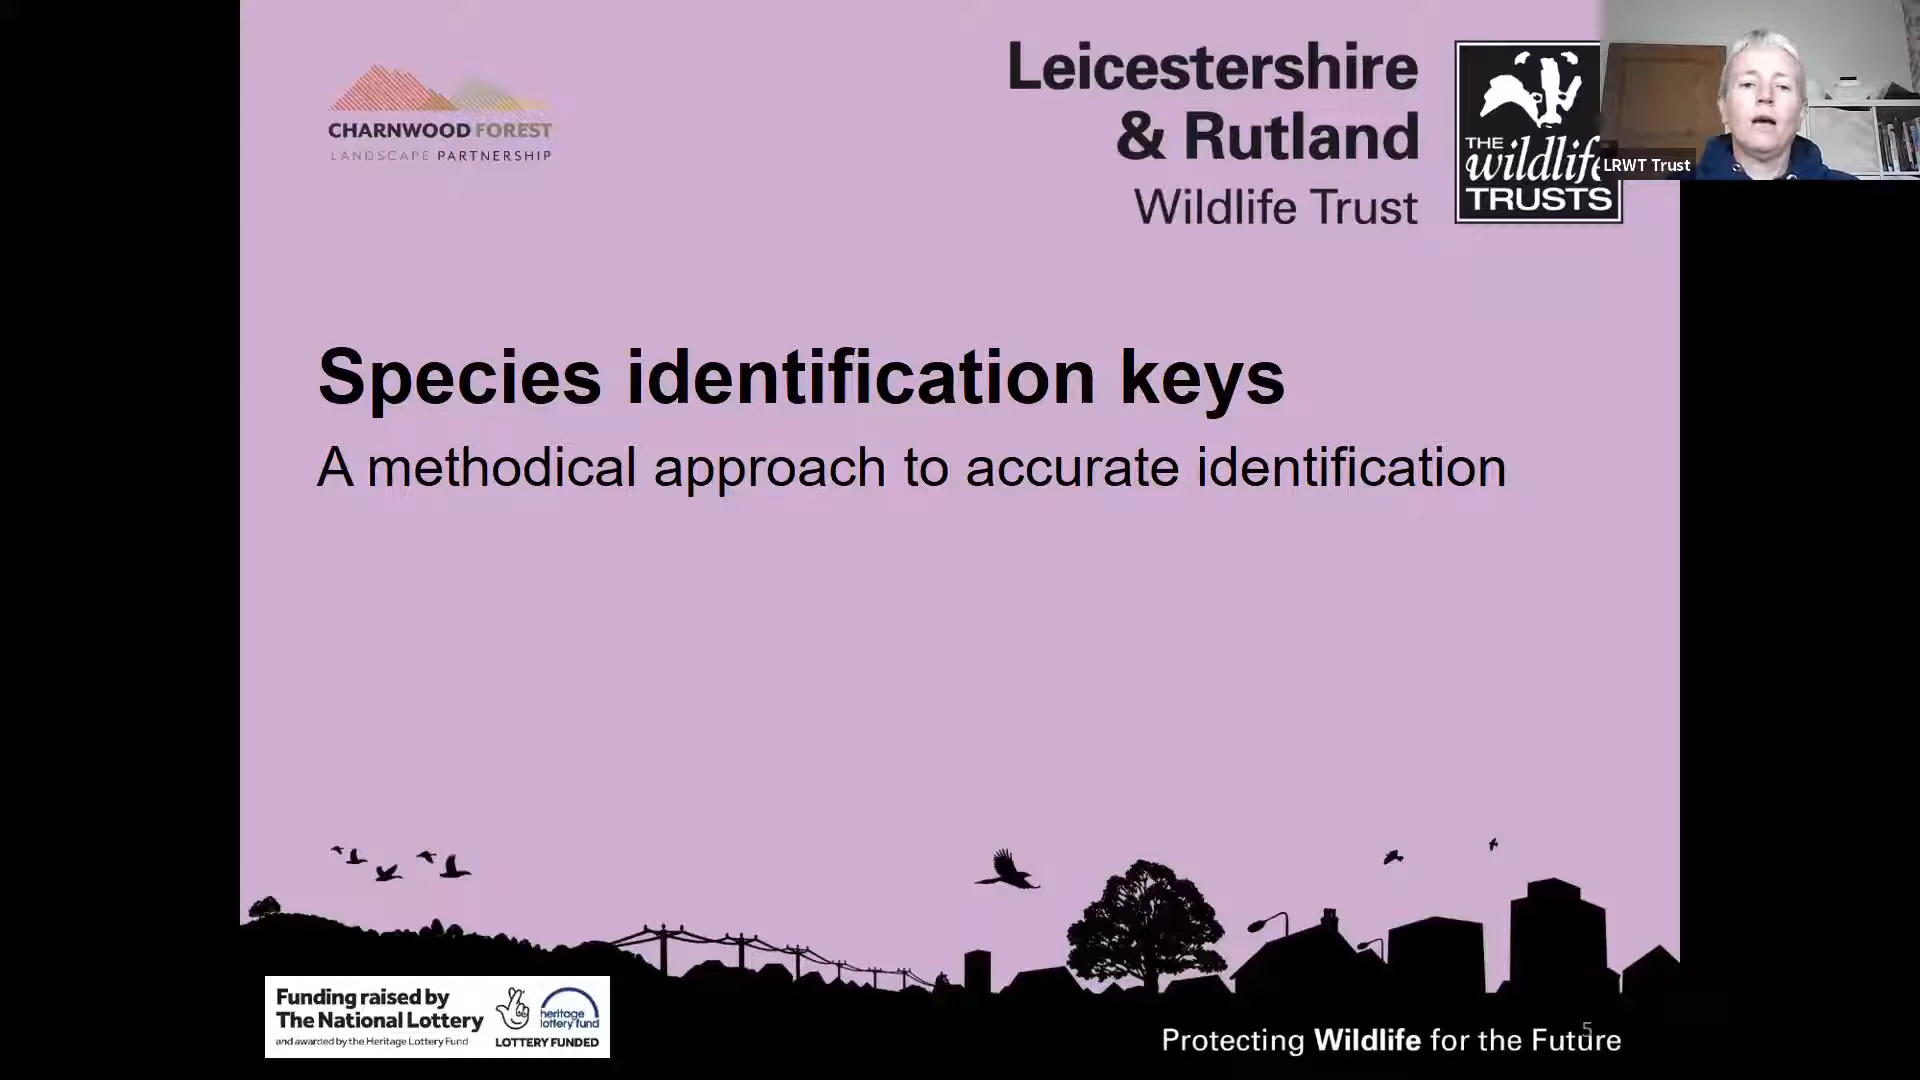 CHARNWOOD FOREST
LANDSCAPE PARTNERSHIP
Leicestershire
& Rutland
Wildlife Trust
THE
wildlife
TRUSTS
LRWT Trust
Species identification keys
A methodical approach to accurate identification
Funding raised by
The National Lottery
and awarded by the Heritage Lottery Fund
heritage
lottery fund
LOTTERY FUNDED
5
Protecting Wildlife for the Future